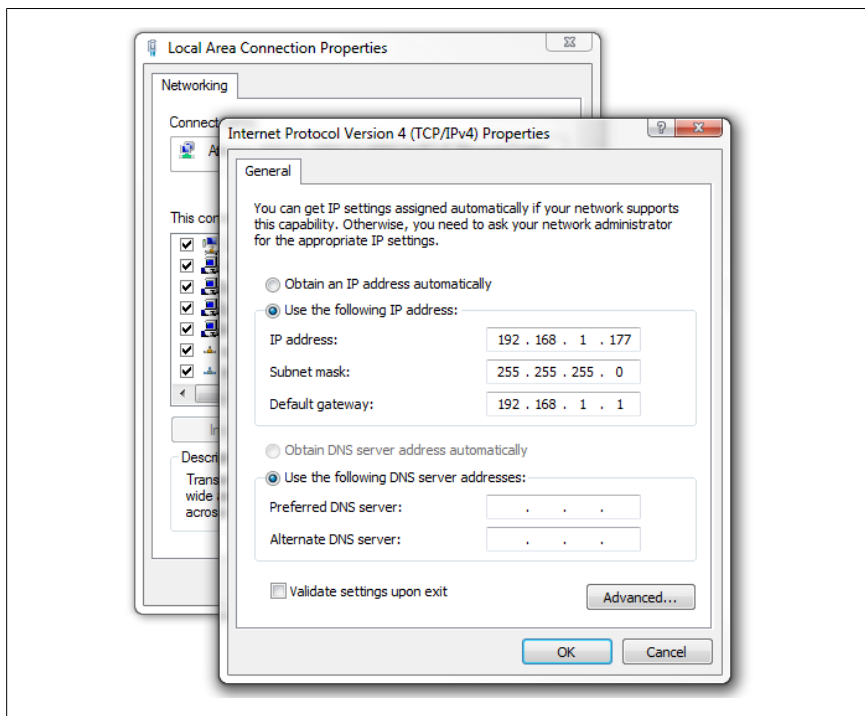 Local Area Connection Properties
Networking
Connect
Internet Protocol Version 4 (TCP/IPv4) Properties
General
You can get IP settings assigned automatically if your network supports
this capability. Otherwise, you need to ask your network administrator
for the appropriate IP settings.
This con
Obtain an IP address automatically
Use the following IP address:
IP address: 192 . 168 . 1 . 177
Subnet mask: 255 . 255 . 255 . 0
Default gateway: 192 . 168 . 1 . 1
Obtain DNS server address automatically
Descri
Use the following DNS server addresses:
Trans
wide
acros
Preferred DNS server: . . .
Alternate DNS server: . . .
Validate settings upon exit
Advanced...
OK
Cancel